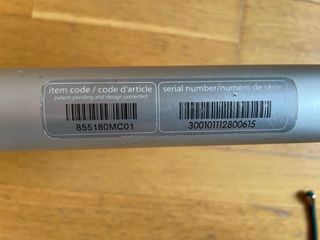 item code / code d'article
patent pending and design protected
855180MC01
serial number/numéro de série
300101112800615